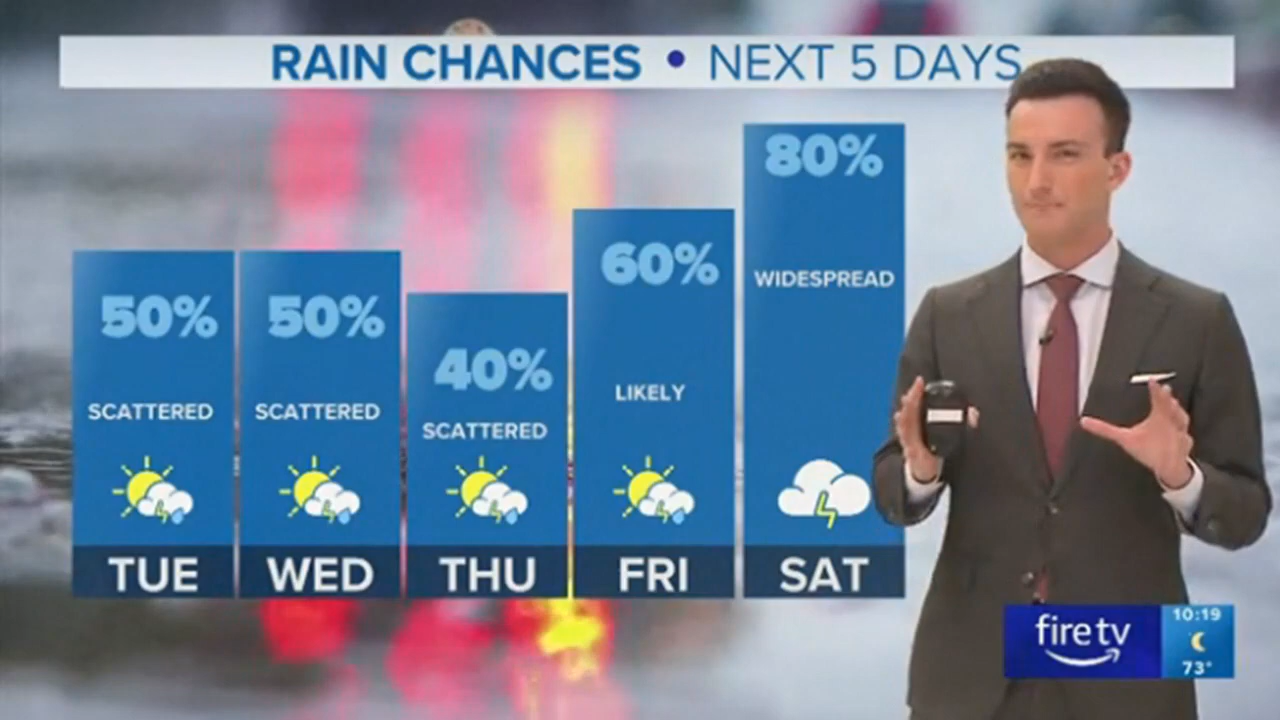 RAIN CHANCES • NEXT 5 DAYS
50%
SCATTERED
TUE
50%
SCATTERED
WED
40%
SCATTERED
THU
60%
LIKELY
FRI
80%
WIDESPREAD
SAT
fire tv
10:19
73°